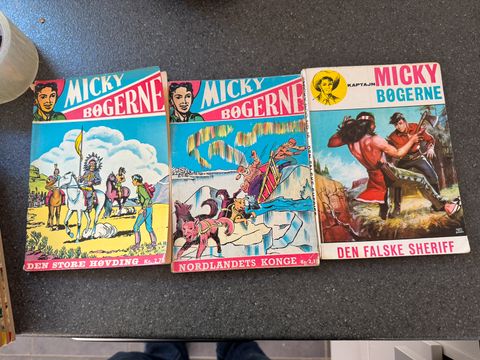 MICKY
BØGERNE
DEN STORE HØVDING
MICKY
BØGERNE
NORDLANDETS KONGE
KAPTAJN
MICKY
BØGERNE
DEN FALSKE SHERIFF